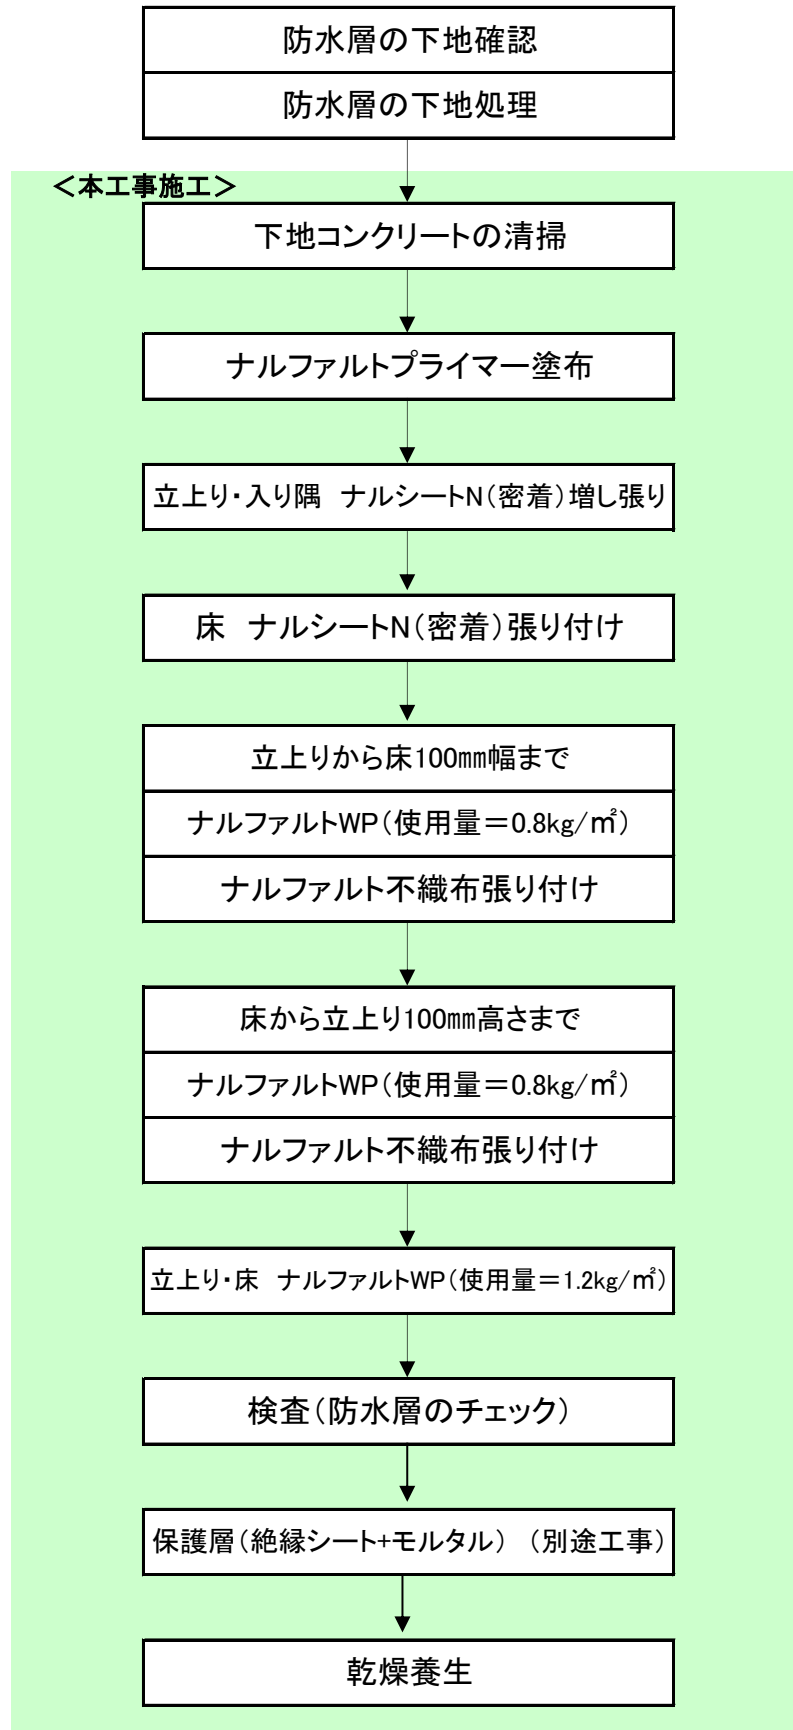 防水層の下地確認
防水層の下地処理
＜本工事施工＞
下地コンクリートの清掃
ナルファルトプライマー塗布
立上り・入り隅　ナルシートN（密着）増し張り
床　ナルシートN（密着）張り付け
立上りから床100㎜幅まで
ナルファルトWP（使用量＝0.8kg/㎡）
ナルファルト不織布張り付け
床から立上り100㎜高さまで
ナルファルトWP（使用量＝0.8kg/㎡）
ナルファルト不織布張り付け
立上り・床　ナルファルトWP（使用量＝1.2kg/㎡）
検査（防水層のチェック）
保護層（絶縁シート+モルタル）　（別途工事）
乾燥養生